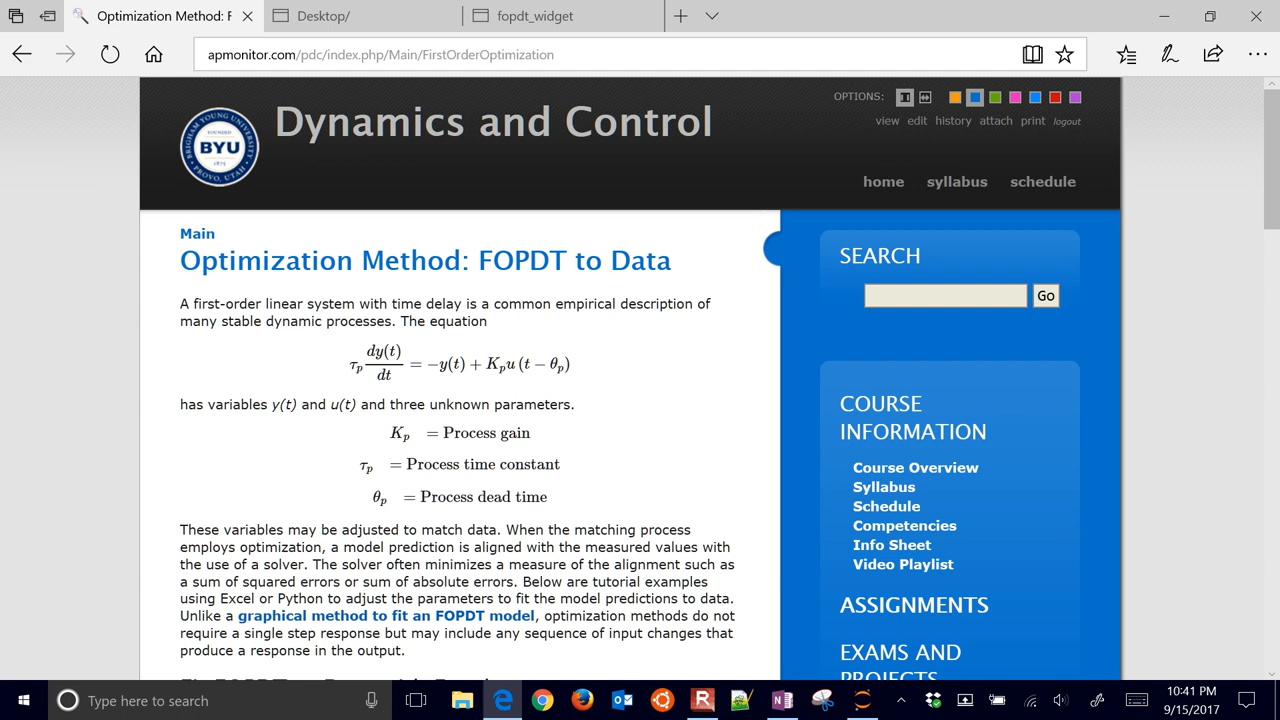 Optimization Method: F
Desktop/
fopdt_widget
apmonitor.com/pdc/index.php/Main/FirstOrderOptimization
OPTIONS:
view edit history attach print logout
BRIGHAM YOUNG UNIVERSITY
FOUNDED
BYU
1875
PROVO, UTAH
Dynamics and Control
home syllabus schedule
Main
Optimization Method: FOPDT to Data
A first-order linear system with time delay is a common empirical description of
many stable dynamic processes. The equation
τp dy(t)/dt = −y(t) + Kp u (t − θp)
has variables y(t) and u(t) and three unknown parameters.
Kp = Process gain
τp = Process time constant
θp = Process dead time
These variables may be adjusted to match data. When the matching process
employs optimization, a model prediction is aligned with the measured values with
the use of a solver. The solver often minimizes a measure of the alignment such as
a sum of squared errors or sum of absolute errors. Below are tutorial examples
using Excel or Python to adjust the parameters to fit the model predictions to data.
Unlike a graphical method to fit an FOPDT model, optimization methods do not
require a single step response but may include any sequence of input changes that
produce a response in the output.
SEARCH
Go
COURSE
INFORMATION
Course Overview
Syllabus
Schedule
Competencies
Info Sheet
Video Playlist
ASSIGNMENTS
EXAMS AND
PROJECTS
Type here to search
10:41 PM
9/15/2017